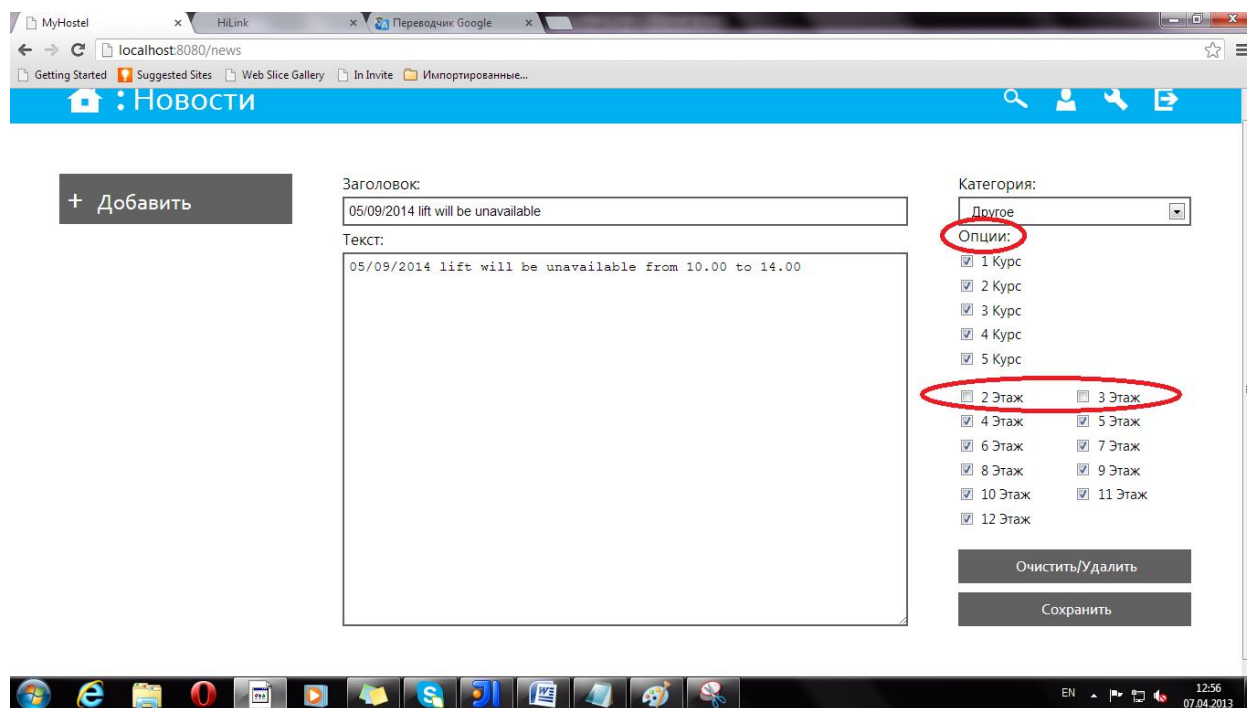 MyHostel
HiLink
Переводчик Google
localhost:8080/news
Getting Started Suggested Sites Web Slice Gallery In Invite Импортированные...
: Новости
+ Добавить
Заголовок:
05/09/2014 lift will be unavailable
Текст:
05/09/2014 lift will be unavailable from 10.00 to 14.00
Категория:
Другое
Опции:
1 Курс
2 Курс
3 Курс
4 Курс
5 Курс
2 Этаж 3 Этаж
4 Этаж 5 Этаж
6 Этаж 7 Этаж
8 Этаж 9 Этаж
10 Этаж 11 Этаж
12 Этаж
Очистить/Удалить
Сохранить
EN
12:56
07.04.2013